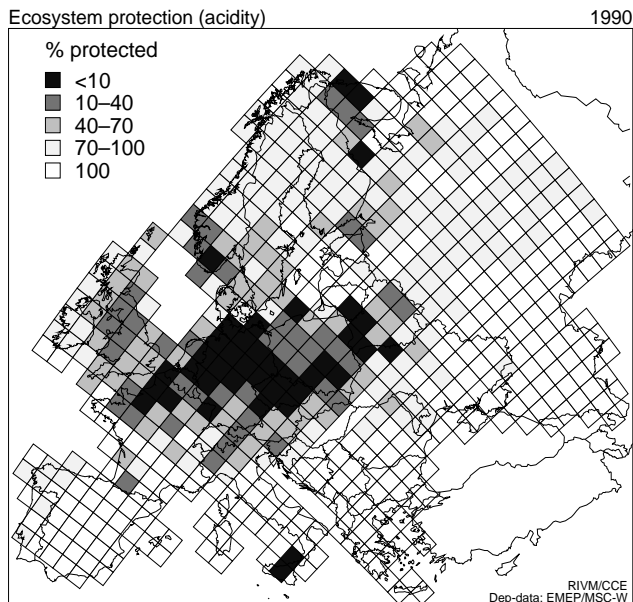 Ecosystem protection (acidity) 1990
% protected
<10
10–40
40–70
70–100
100
RIVM/CCE
Dep-data: EMEP/MSC-W